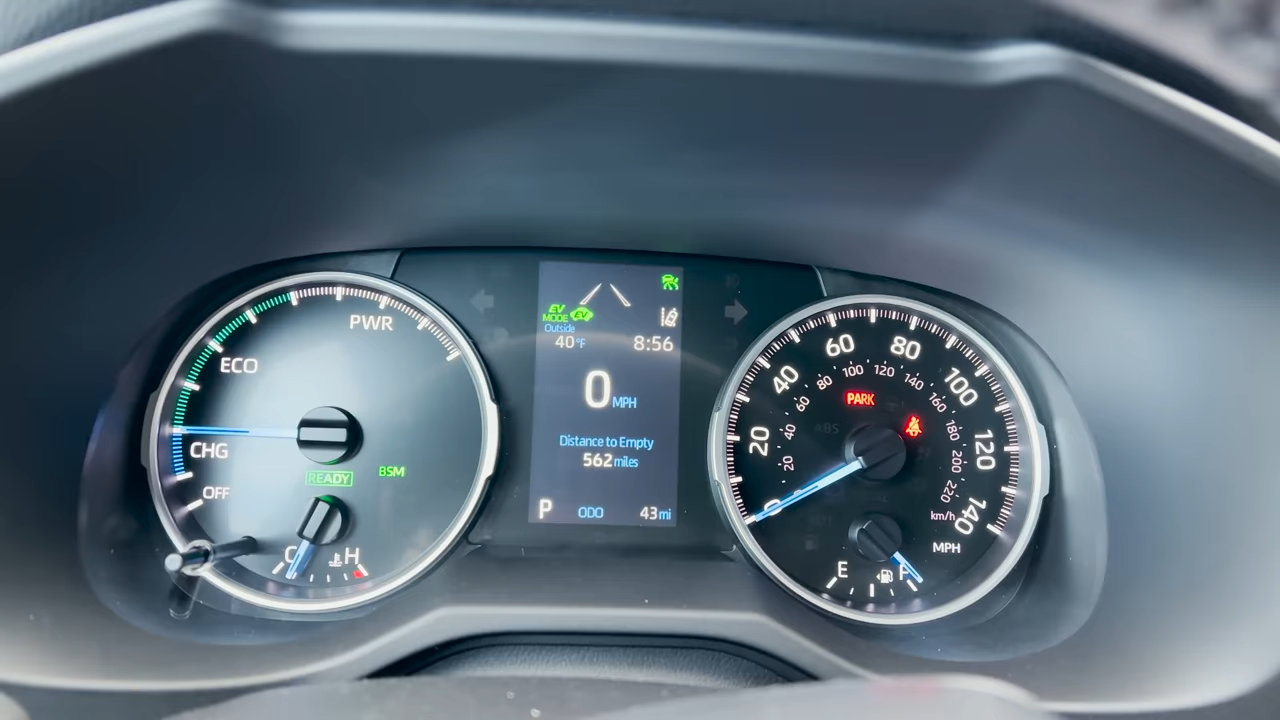 PWR
ECO
CHG
OFF
READY
BSM
C
H
EV
MODE
EV
Outside
40°F
8:56
0 MPH
Distance to Empty
562 miles
P
ODO
43 mi
0
20
40
60
80
100
120
140
20
40
60
80
100
120
140
160
180
200
220
km/h
MPH
PARK
ABS
E
F